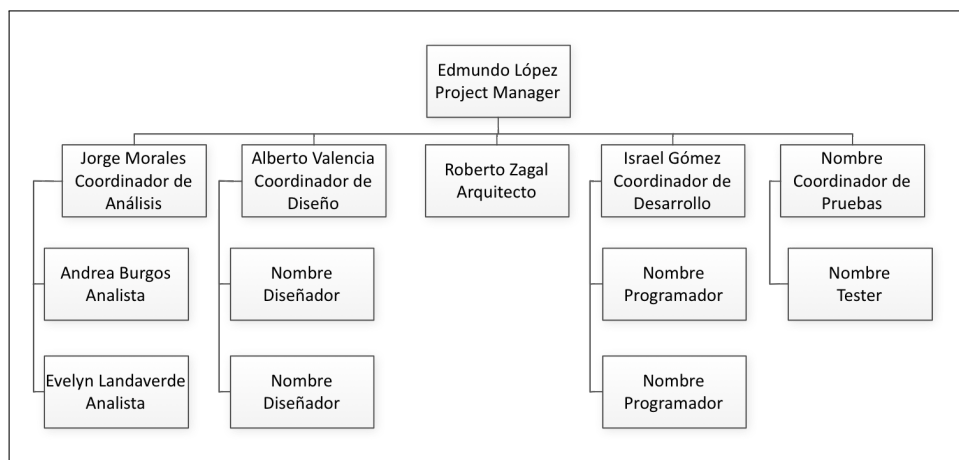 Edmundo López
Project Manager
Jorge Morales
Coordinador de
Análisis
Alberto Valencia
Coordinador de
Diseño
Roberto Zagal
Arquitecto
Israel Gómez
Coordinador de
Desarrollo
Nombre
Coordinador de
Pruebas
Andrea Burgos
Analista
Nombre
Diseñador
Nombre
Programador
Nombre
Tester
Evelyn Landaverde
Analista
Nombre
Diseñador
Nombre
Programador